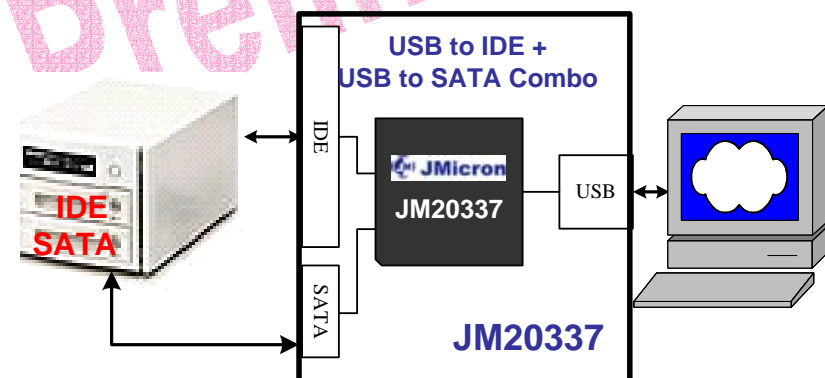 USB to IDE +
USB to SATA Combo
IDE
JMicron
JM20337
USB
IDE
SATA
SATA
JM20337